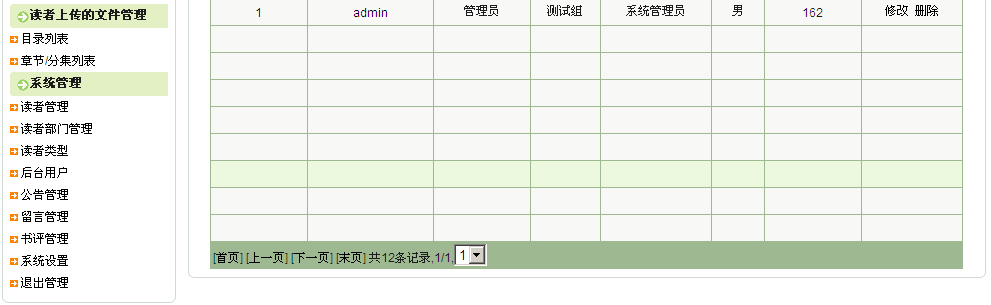 读者上传的文件管理
目录列表
章节/分集列表
系统管理
读者管理
读者部门管理
读者类型
后台用户
公告管理
留言管理
书评管理
系统设置
退出管理
1 admin 管理员 测试组 系统管理员 男 162 修改 删除
[首页] [上一页] [下一页] [末页] 共12条记录,1/1, 1